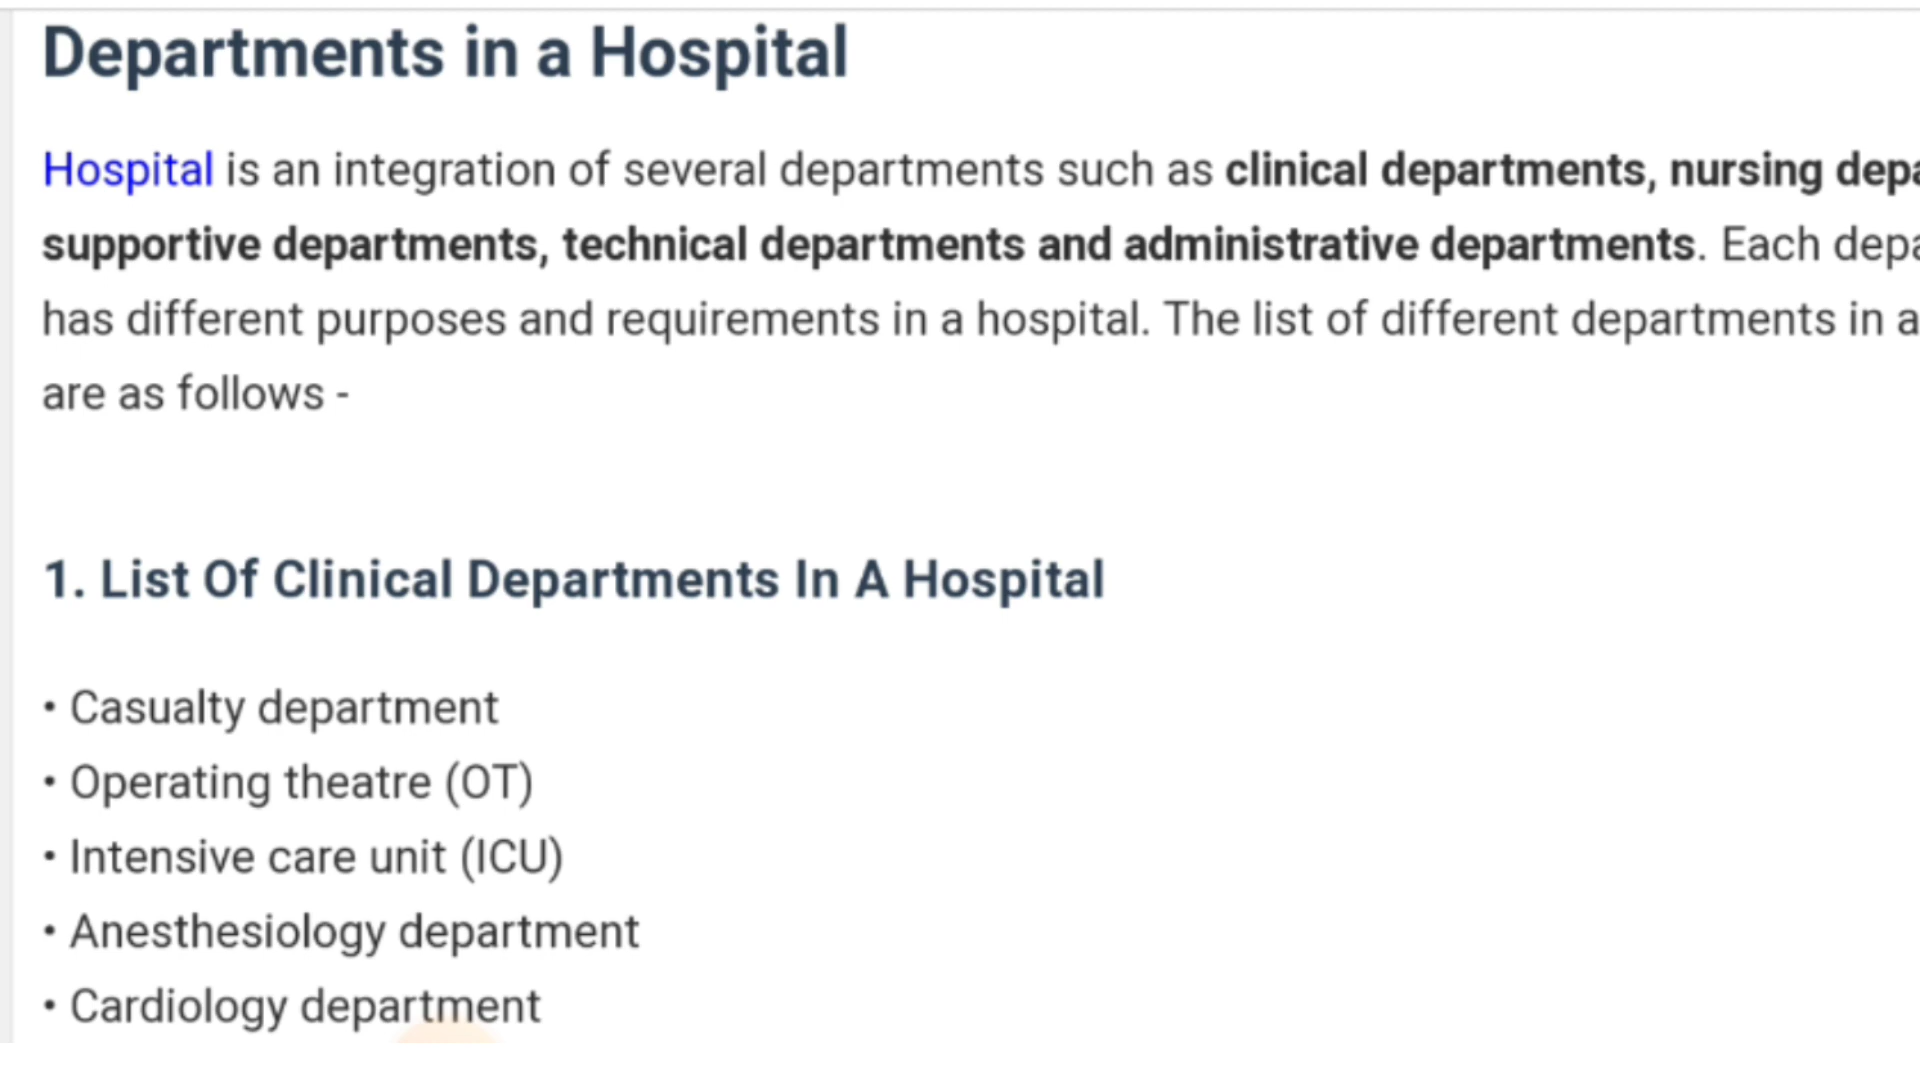 Departments in a Hospital
Hospital is an integration of several departments such as clinical departments, nursing
supportive departments, technical departments and administrative departments. Each
has different purposes and requirements in a hospital. The list of different departments in a
are as follows -
1. List Of Clinical Departments In A Hospital
• Casualty department
• Operating theatre (OT)
• Intensive care unit (ICU)
• Anesthesiology department
• Cardiology department